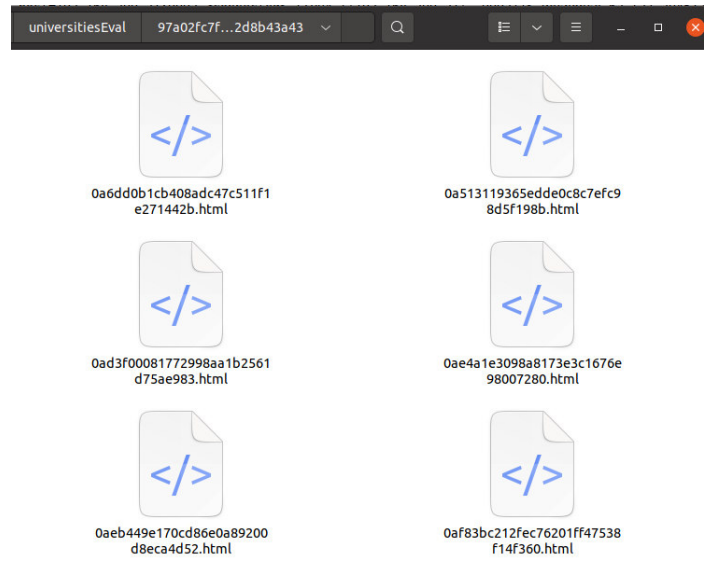 universitiesEval 97a02fc7f...2d8b43a43
0a6dd0b1cb408adc47c511f1
e271442b.html
0a513119365edde0c8c7efc9
8d5f198b.html
0ad3f00081772998aa1b2561
d75ae983.html
0ae4a1e3098a8173e3c1676e
98007280.html
0aeb449e170cd86e0a89200
d8eca4d52.html
0af83bc212fec76201ff47538
f14f360.html